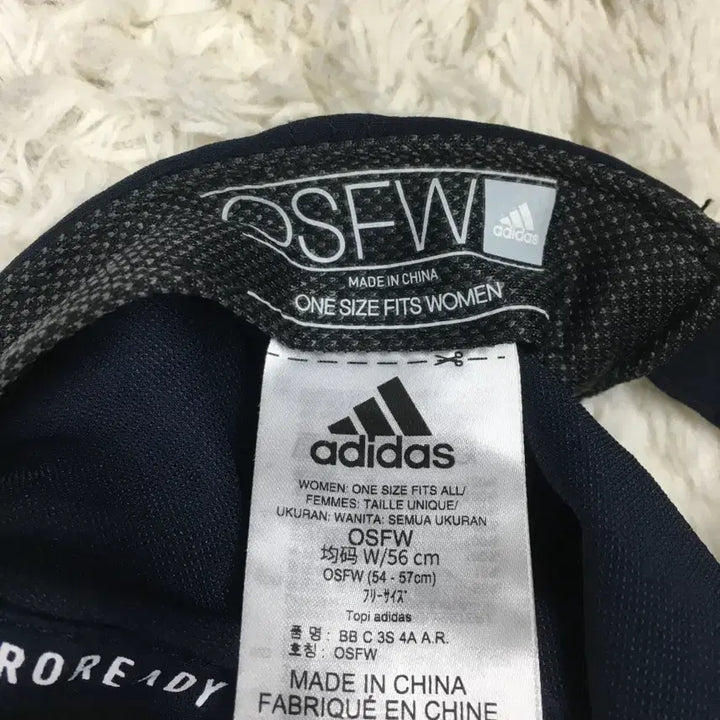 OSFW
adidas
MADE IN CHINA
ONE SIZE FITS WOMEN
adidas
WOMEN: ONE SIZE FITS ALL/
FEMMES: TAILLE UNIQUE/
UKURAN: WANITA: SEMUA UKURAN
OSFW
均码 W/56 cm
OSFW (54 - 57cm)
フリーサイズ
Topi adidas
품 명 : BB C 3S 4A A.R.
호칭 : OSFW
MADE IN CHINA
FABRIQUÉ EN CHINE
ROREADY